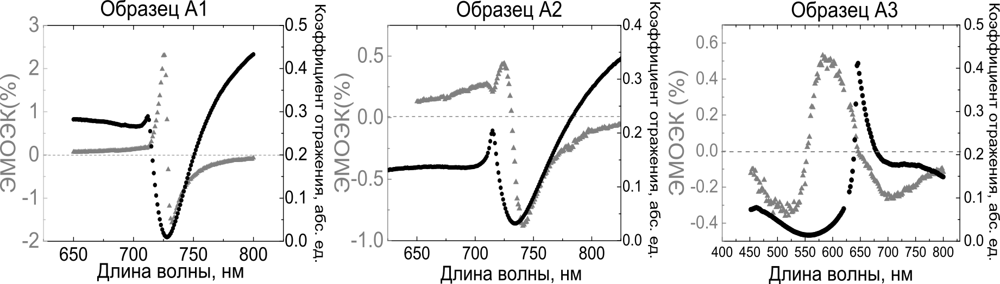 Образец А1
ЭМОЭК(%)
3
2
1
0
-1
-2
0.5
0.4
0.3
0.2
0.1
0.0
Коэффициент отражения, абс. ед.
650 700 750 800
Длина волны, нм
Образец А2
ЭМОЭК(%)
0.5
0.0
-0.5
-1.0
0.4
0.3
0.2
0.1
0.0
Коэффициент отражения, абс. ед.
650 700 750 800
Длина волны, нм
Образец А3
ЭМОЭК (%)
0.6
0.4
0.2
0.0
-0.2
-0.4
0.5
0.4
0.3
0.2
0.1
0.0
Коэффициент отражения, абс. ед.
400 450 500 550 600 650 700 750 800
Длина волны, нм